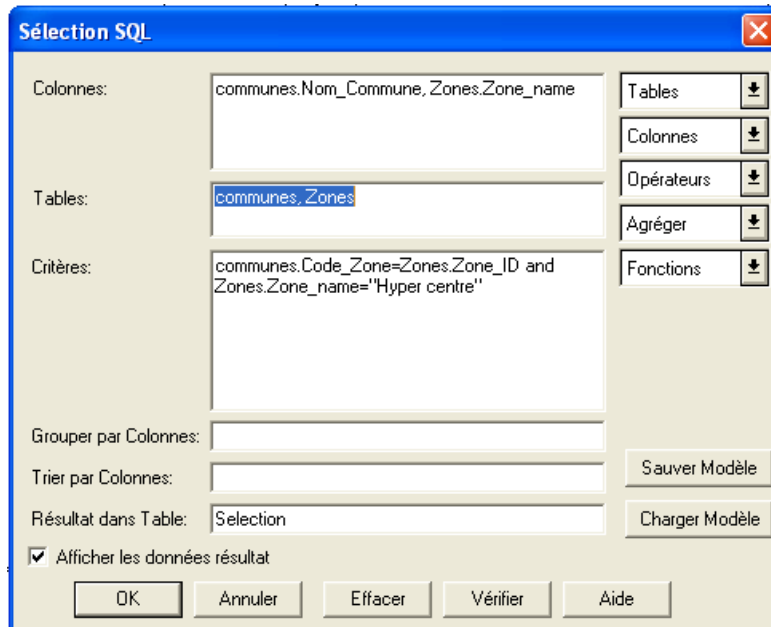 Sélection SQL
Colonnes:
communes.Nom_Commune, Zones.Zone_name
Tables
Colonnes
Opérateurs
Tables:
communes, Zones
Agréger
Critères:
communes.Code_Zone=Zones.Zone_ID and
Zones.Zone_name="Hyper centre"
Fonctions
Grouper par Colonnes:
Trier par Colonnes:
Sauver Modèle
Résultat dans Table:
Selection
Charger Modèle
Afficher les données résultat
OK
Annuler
Effacer
Vérifier
Aide